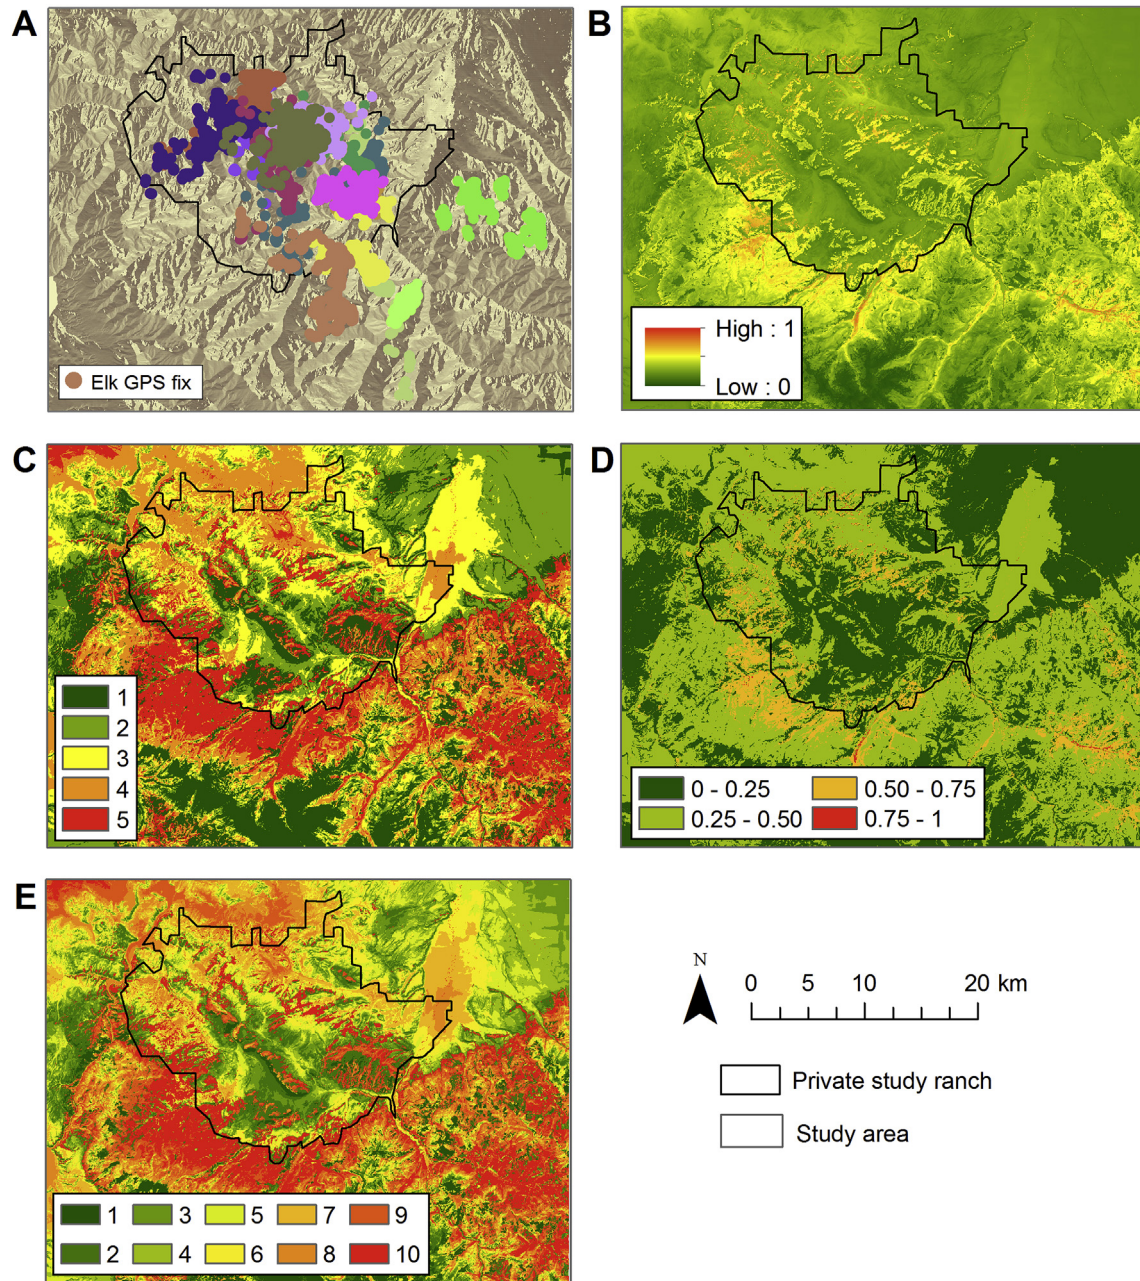 A
Elk GPS fix
B
High : 1
Low : 0
C
1
2
3
4
5
D
0 - 0.25
0.50 - 0.75
0.25 - 0.50
0.75 - 1
E
1
3
5
7
9
2
4
6
8
10
N
0 5 10 20 km
Private study ranch
Study area